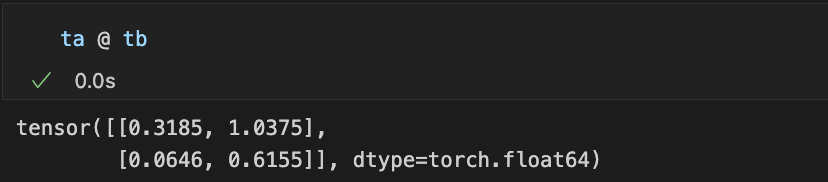 ta @ tb
0.0s
tensor([[0.3185, 1.0375],
[0.0646, 0.6155]], dtype=torch.float64)